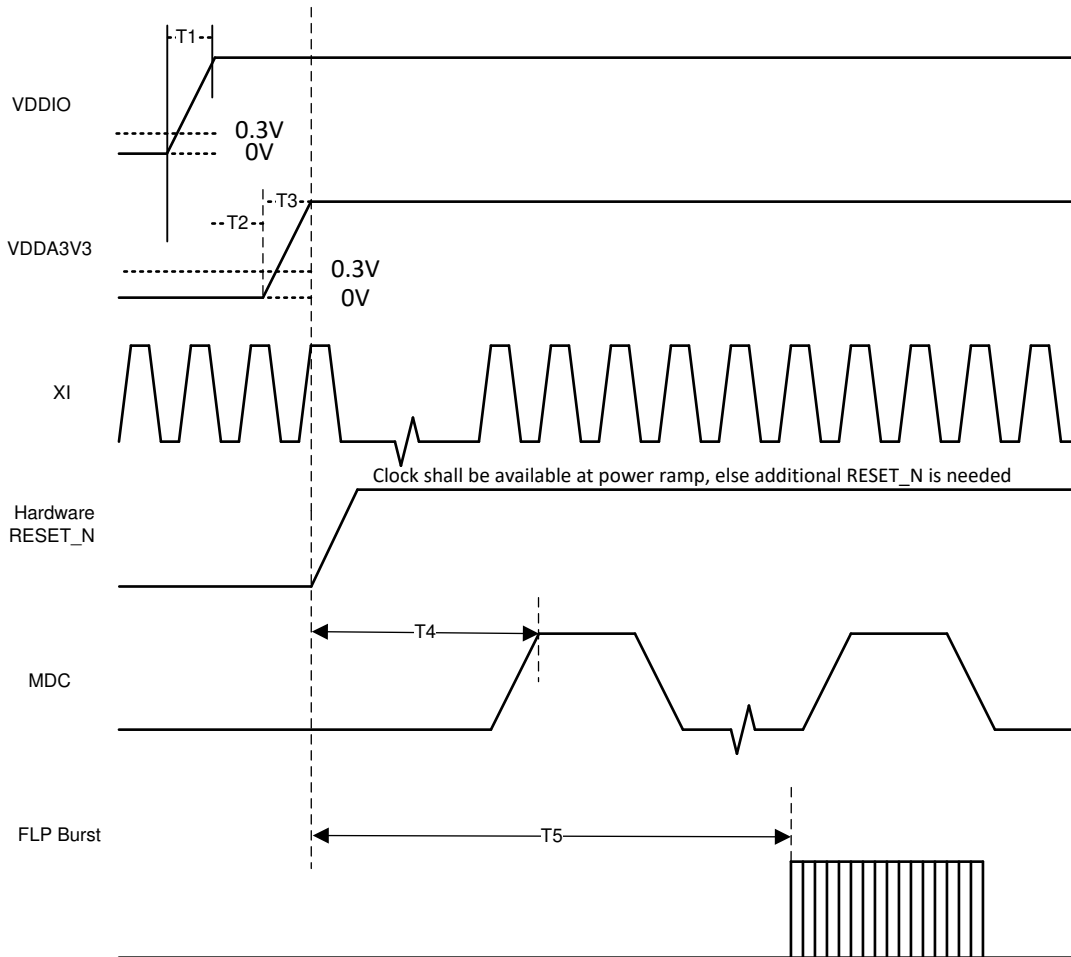 T1
VDDIO
0.3V
0V
T3
T2
VDDA3V3
0.3V
0V
XI
Clock shall be available at power ramp, else additional RESET_N is needed
Hardware
RESET_N
T4
MDC
FLP Burst
T5